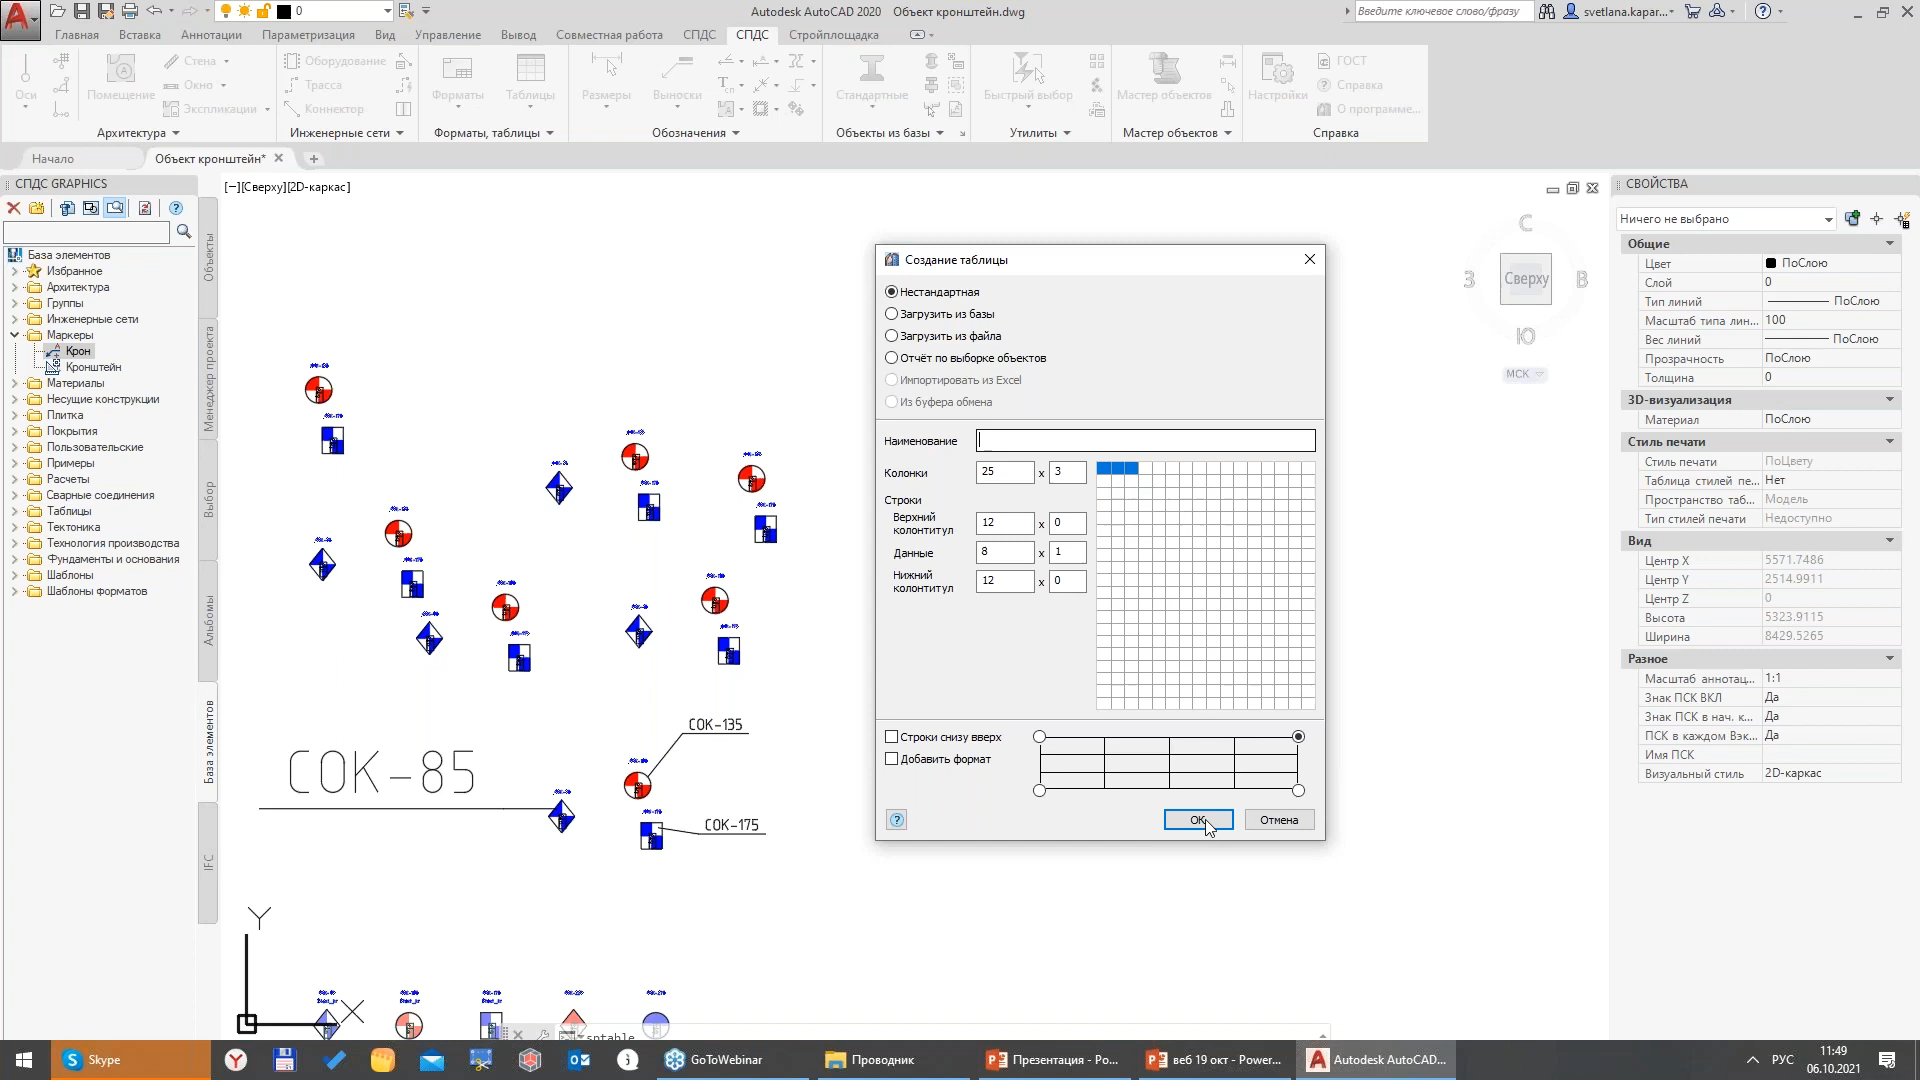 Autodesk AutoCAD 2020 Объект кронштейн.dwg
Введите ключевое слово/фразу
svetlana.kapar...
0
Главная Вставка Аннотации Параметризация Вид Управление Вывод Совместная работа СПДС СПДС Стройплощадка
Оси
Помещение
Стена
Окно
Экспликации
Оборудование
Трасса
Коннектор
Форматы
Таблицы
Размеры
Выноски
Стандартные
Быстрый выбор
Мастер объектов
Настройки
ГОСТ
Справка
О программе...
Архитектура Инженерные сети Форматы, таблицы Обозначения Объекты из базы Утилиты Мастер объектов Справка
Начало Объект кронштейн*
СПДС GRAPHICS
База элементов
Избранное
Архитектура
Группы
Инженерные сети
Маркеры
Крон
Кронштейн
Материалы
Несущие конструкции
Плитка
Покрытия
Пользовательские
Примеры
Расчеты
Сварные соединения
Таблицы
Тектоника
Технология производства
Фундаменты и основания
Шаблоны
Шаблоны форматов
Объекты
Менеджер проекта
Выбор
Альбомы
База элементов
IFC
[−][Сверху][2D-каркас]
СОК-85
СОК-135
СОК-175
Y
X
sptable
С
З
Сверху
В
Ю
МСК
Создание таблицы
Нестандартная
Загрузить из базы
Загрузить из файла
Отчёт по выборке объектов
Импортировать из Excel
Из буфера обмена
Наименование
Колонки 25 x 3
Строки
Верхний колонтитул 12 x 0
Данные 8 x 1
Нижний колонтитул 12 x 0
Строки снизу вверх
Добавить формат
ОК Отмена
СВОЙСТВА
Ничего не выбрано
Общие
Цвет ПоСлою
Слой 0
Тип линий ПоСлою
Масштаб типа лин... 100
Вес линий ПоСлою
Прозрачность ПоСлою
Толщина 0
3D-визуализация
Материал ПоСлою
Стиль печати
Стиль печати ПоЦвету
Таблица стилей пе... Нет
Пространство таб... Модель
Тип стилей печати Недоступно
Вид
Центр X 5571.7486
Центр Y 2514.9911
Центр Z 0
Высота 5323.9115
Ширина 8429.5265
Разное
Масштаб аннотац... 1:1
Знак ПСК ВКЛ Да
Знак ПСК в нач. к... Да
ПСК в каждом Вэк... Да
Имя ПСК
Визуальный стиль 2D-каркас
Skype
GoToWebinar
Проводник
Презентация - Po...
веб 19 окт - Power...
Autodesk AutoCAD...
РУС
11:49
06.10.2021